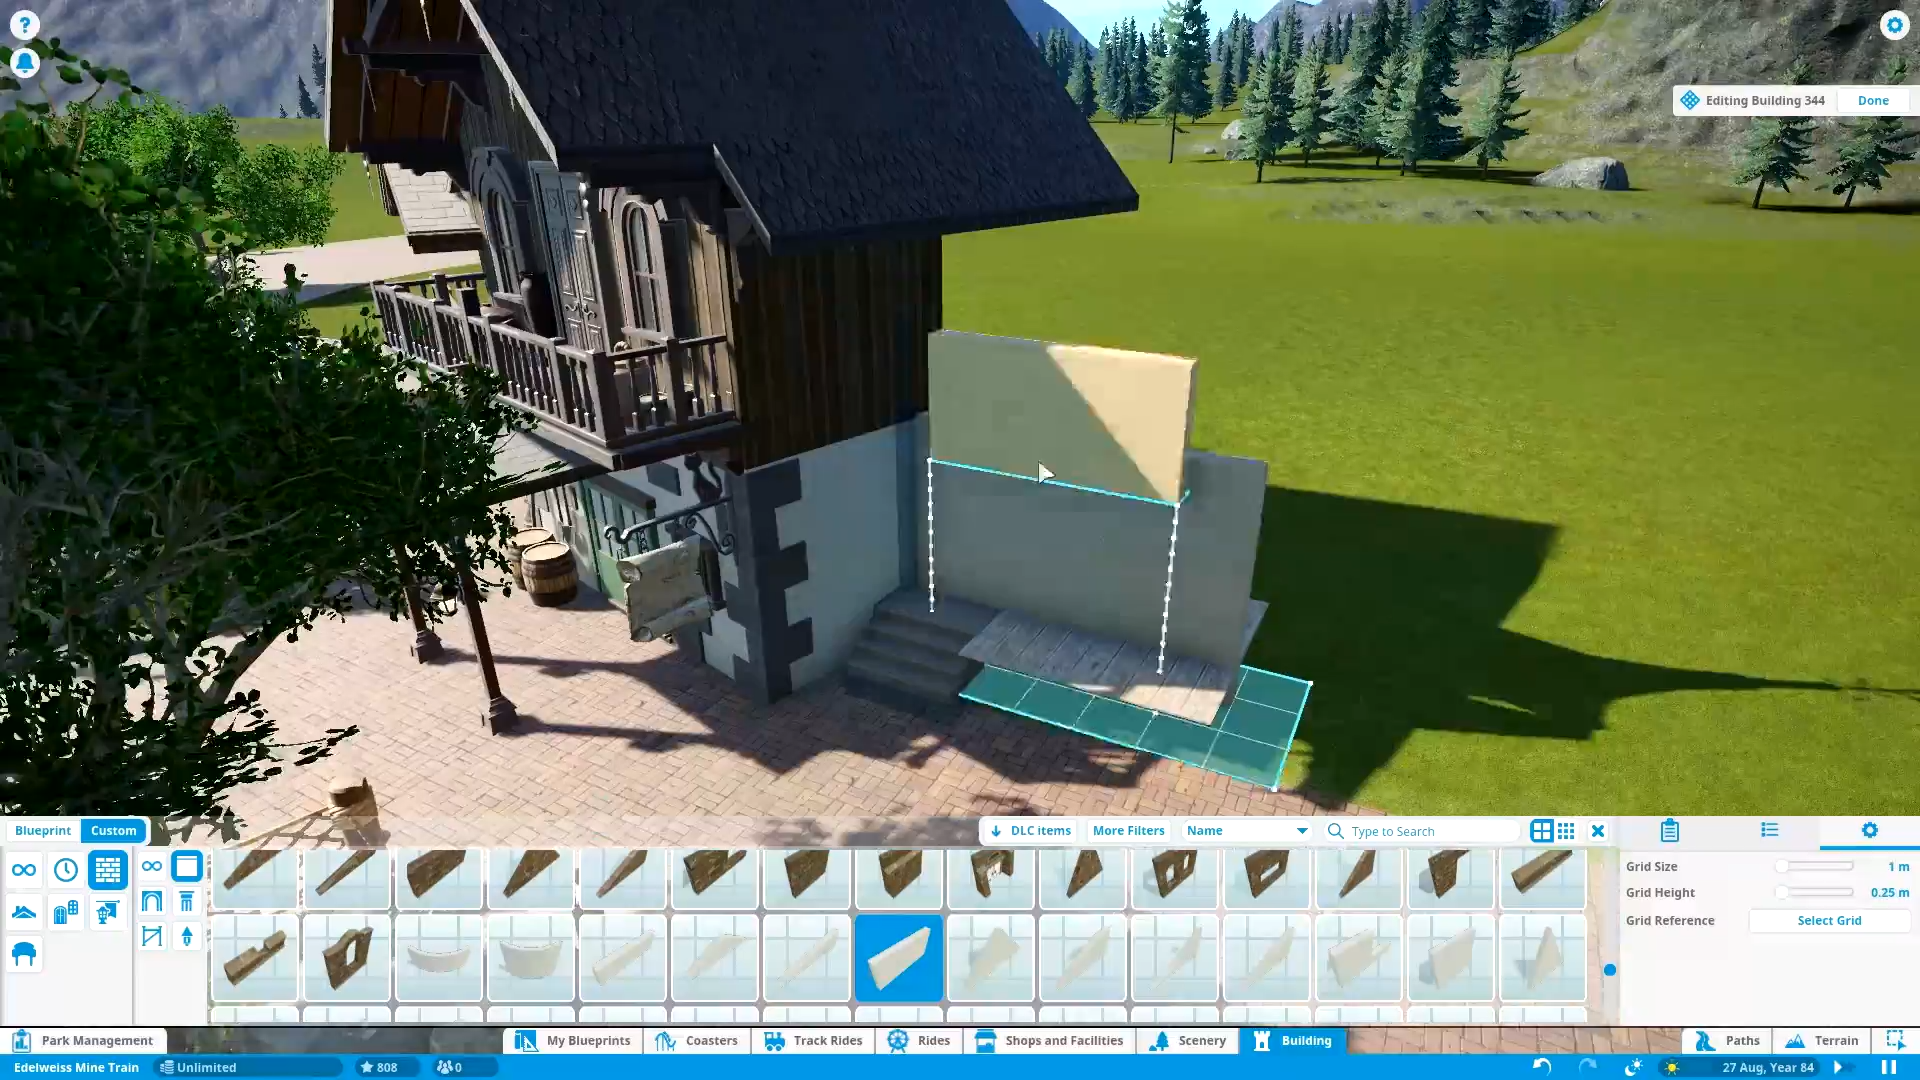 ?
Editing Building 344
Done
Blueprint
Custom
DLC items
More Filters
Name
Type to Search
Grid Size
1 m
Grid Height
0.25 m
Grid Reference
Select Grid
Park Management
My Blueprints
Coasters
Track Rides
Rides
Shops and Facilities
Scenery
Building
Paths
Terrain
Edelweiss Mine Train
Unlimited
808
0
27 Aug, Year 84